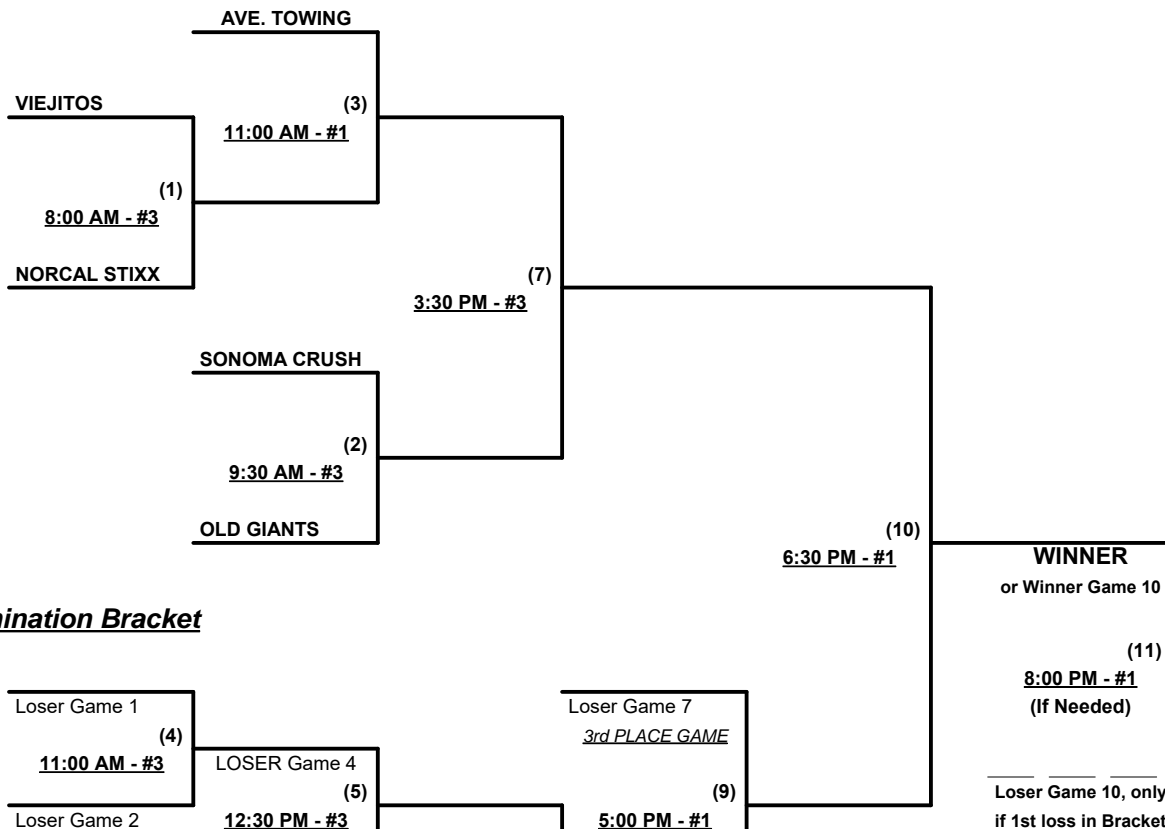 AVE. TOWING
VIEJITOS
(3)
11:00 AM - #1
(1)
8:00 AM - #3
NORCAL STIXX
(7)
3:30 PM - #3
SONOMA CRUSH
(2)
9:30 AM - #3
OLD GIANTS
(10)
6:30 PM - #1
WINNER
or Winner Game 10
ination Bracket
(11)
8:00 PM - #1
(If Needed)
Loser Game 1
(4)
11:00 AM - #3
LOSER Game 4
Loser Game 7
3rd PLACE GAME
(5)
12:30 PM - #3
(9)
5:00 PM - #1
Loser Game 2
Loser Game 10, only
if 1st loss in Bracket